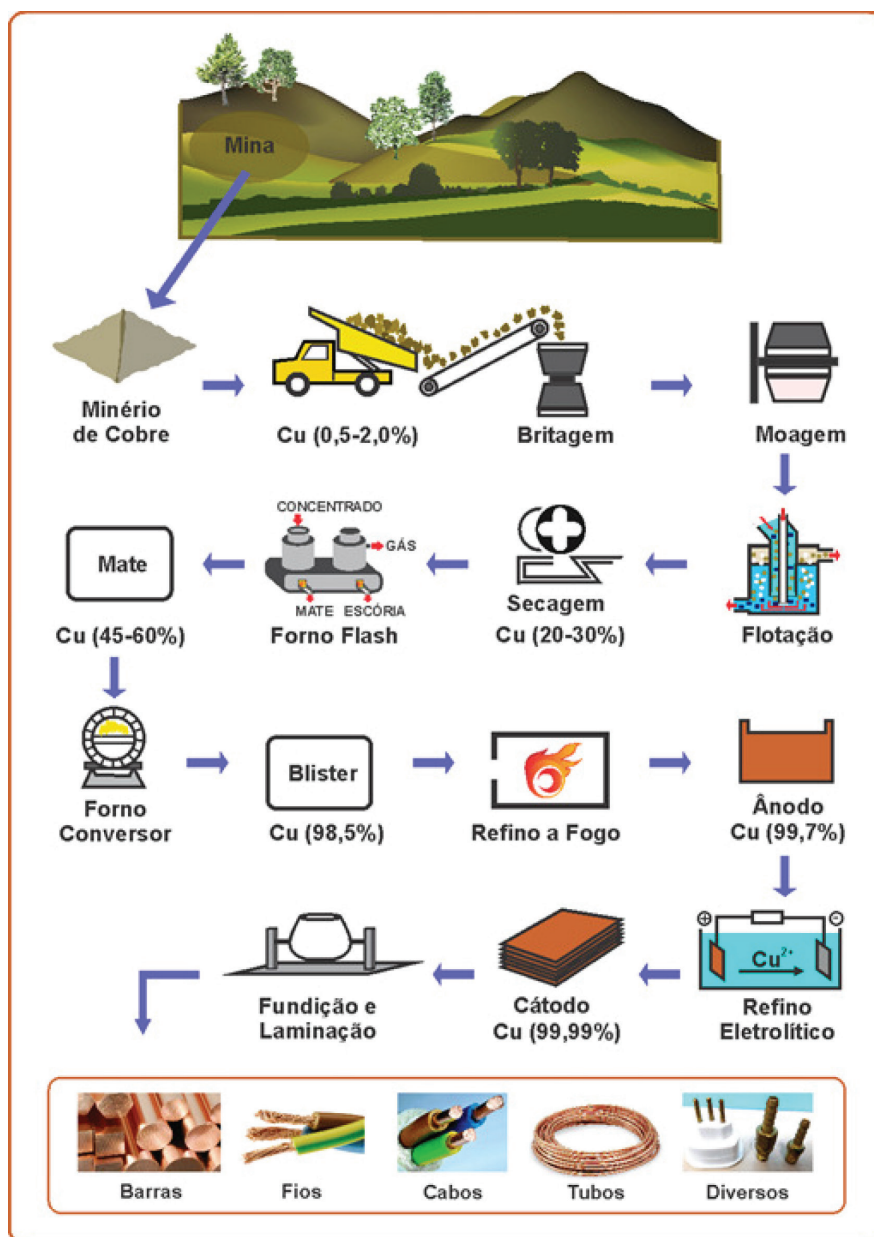 Mina
Minério
de Cobre
Cu (0,5-2,0%)
Britagem
Moagem
Mate
Cu (45-60%)
CONCENTRADO
GÁS
MATE
ESCÓRIA
Forno Flash
Secagem
Cu (20-30%)
Flotação
Forno
Conversor
Blister
Cu (98,5%)
Refino a Fogo
Ânodo
Cu (99,7%)
Fundição e
Laminação
Cátodo
Cu (99,99%)
+
-
Cu2+
Refino
Eletrolítico
Barras
Fios
Cabos
Tubos
Diversos